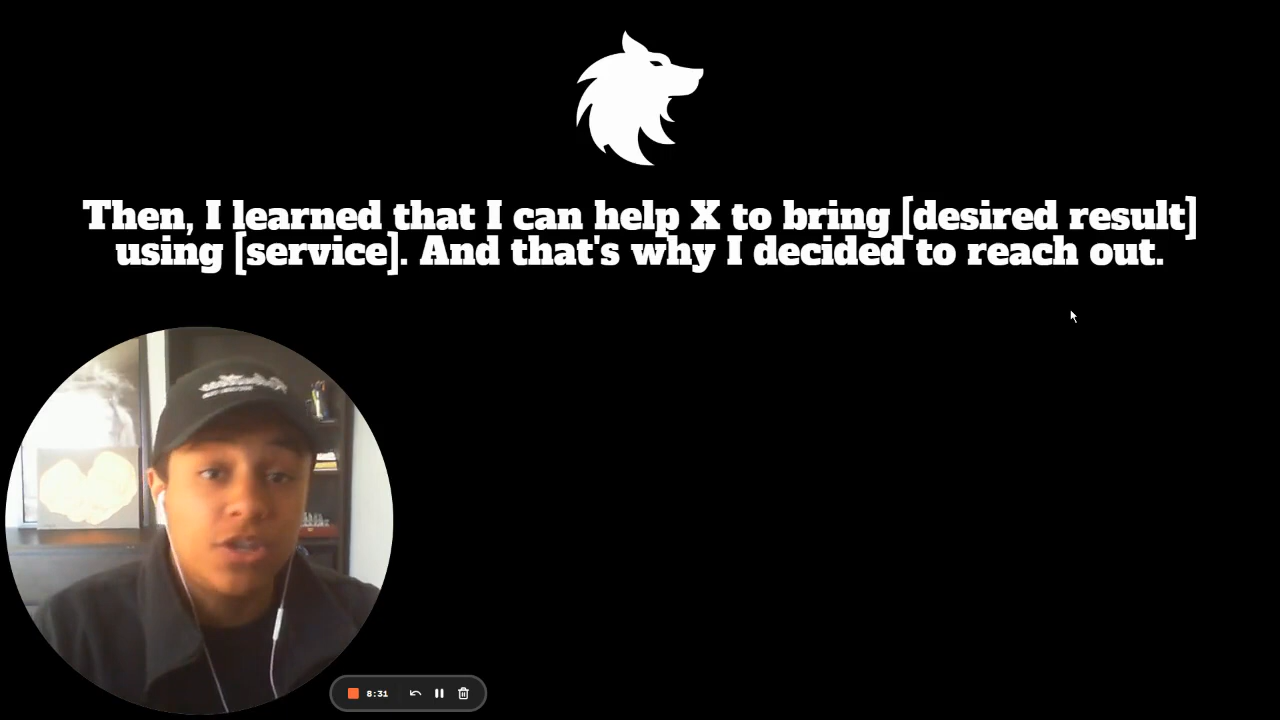 Then, I learned that I can help X to bring [desired result]
using [service]. And that's why I decided to reach out.
8:31